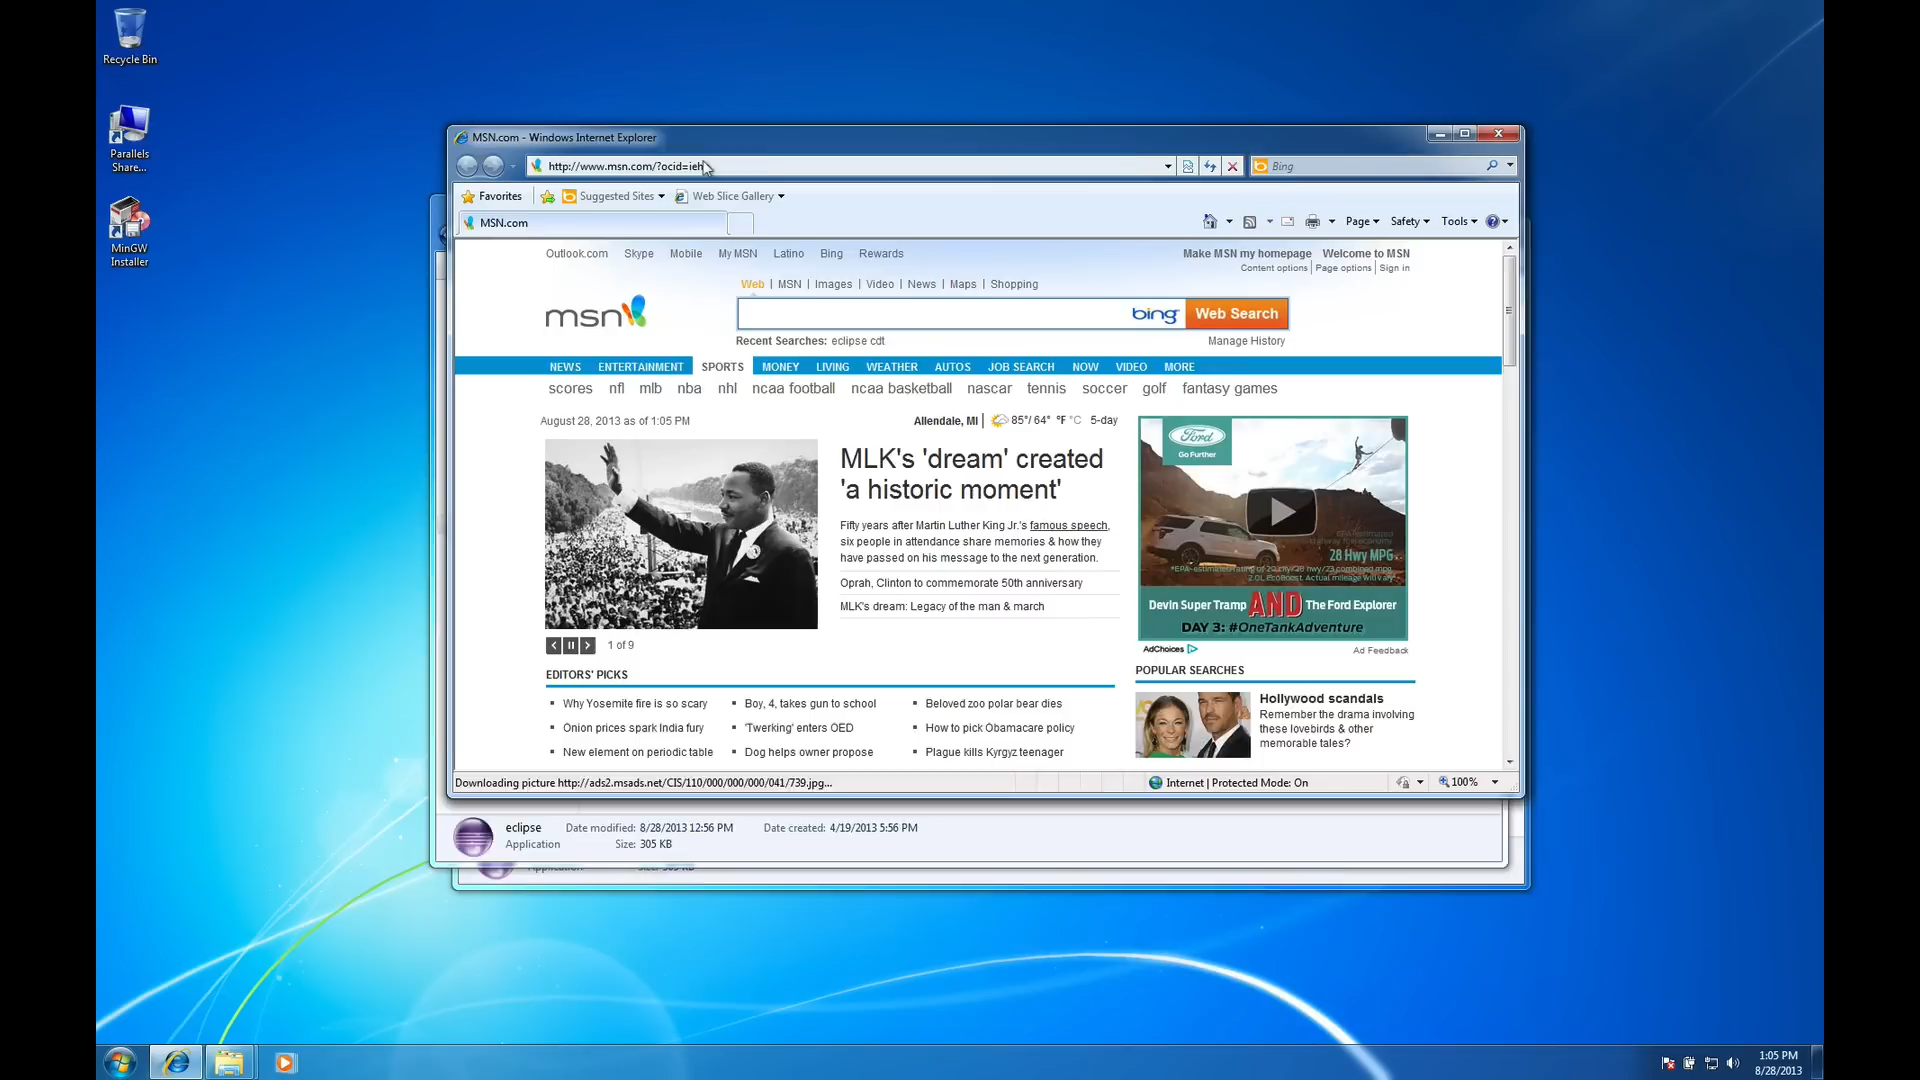 Recycle Bin
Parallels
Share...
MinGW
Installer
MSN.com - Windows Internet Explorer
http://www.msn.com/?ocid=ieh
Bing
Favorites
Suggested Sites
Web Slice Gallery
MSN.com
Page
Safety
Tools
Outlook.com Skype Mobile My MSN Latino Bing Rewards
Make MSN my homepage Welcome to MSN
Content options | Page options | Sign in
Web | MSN | Images | Video | News | Maps | Shopping
msn
bing
Web Search
Recent Searches: eclipse cdt
Manage History
NEWS ENTERTAINMENT SPORTS MONEY LIVING WEATHER AUTOS JOB SEARCH NOW VIDEO MORE
scores nfl mlb nba nhl ncaa football ncaa basketball nascar tennis soccer golf fantasy games
August 28, 2013 as of 1:05 PM
Allendale, MI | 85°/ 64° °F °C 5-day
MLK's 'dream' created
'a historic moment'
Fifty years after Martin Luther King Jr.'s famous speech,
six people in attendance share memories & how they
have passed on his message to the next generation.
Oprah, Clinton to commemorate 50th anniversary
MLK's dream: Legacy of the man & march
1 of 9
Ford
Go Further
28 Hwy MPG
Devin Super Tramp AND The Ford Explorer
DAY 3: #OneTankAdventure
AdChoices
Ad Feedback
EDITORS' PICKS
Why Yosemite fire is so scary
Onion prices spark India fury
New element on periodic table
Boy, 4, takes gun to school
'Twerking' enters OED
Dog helps owner propose
Beloved zoo polar bear dies
How to pick Obamacare policy
Plague kills Kyrgyz teenager
POPULAR SEARCHES
Hollywood scandals
Remember the drama involving
these lovebirds & other
memorable tales?
Downloading picture http://ads2.msads.net/CIS/110/000/000/000/041/739.jpg...
Internet | Protected Mode: On
100%
eclipse Date modified: 8/28/2013 12:56 PM Date created: 4/19/2013 5:56 PM
Application Size: 305 KB
1:05 PM
8/28/2013